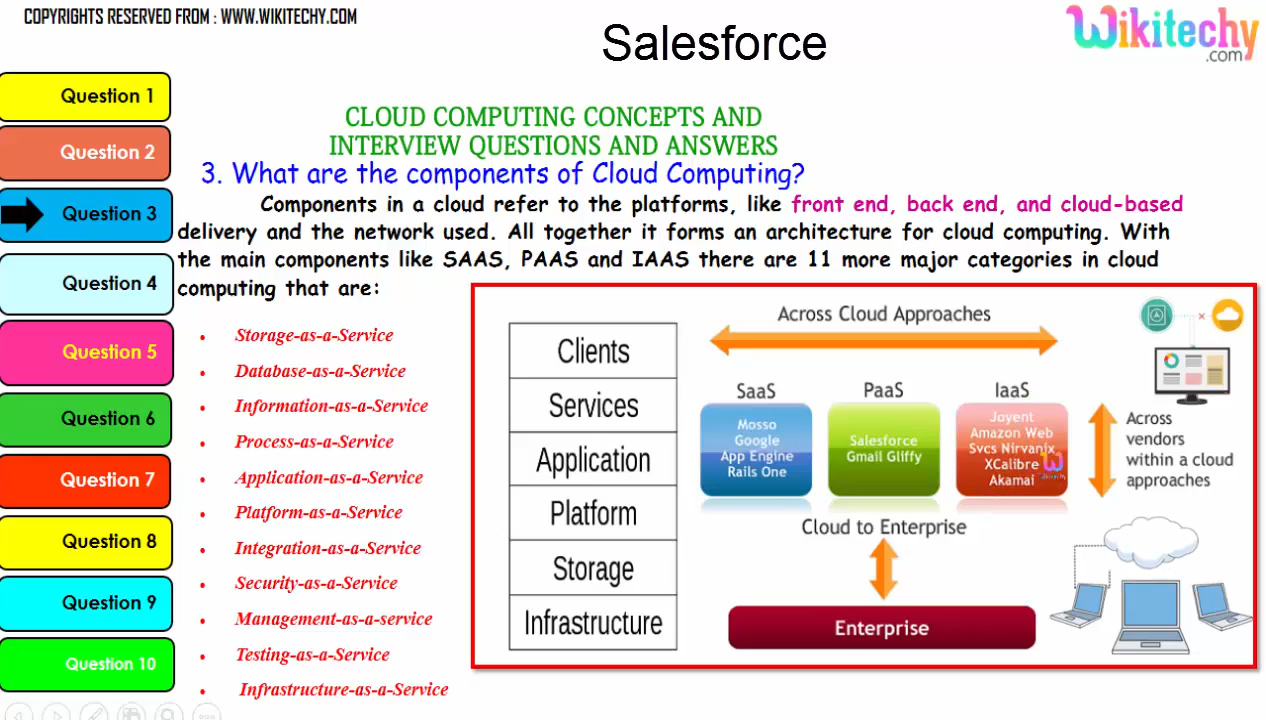 COPYRIGHTS RESERVED FROM : WWW.WIKITECHY.COM
Salesforce
Wikitechy
.com
Question 1
Question 2
Question 3
Question 4
Question 5
Question 6
Question 7
Question 8
Question 9
Question 10
CLOUD COMPUTING CONCEPTS AND
INTERVIEW QUESTIONS AND ANSWERS
3. What are the components of Cloud Computing?
Components in a cloud refer to the platforms, like front end, back end, and cloud-based
delivery and the network used. All together it forms an architecture for cloud computing. With
the main components like SAAS, PAAS and IAAS there are 11 more major categories in cloud
computing that are:
• Storage-as-a-Service
• Database-as-a-Service
• Information-as-a-Service
• Process-as-a-Service
• Application-as-a-Service
• Platform-as-a-Service
• Integration-as-a-Service
• Security-as-a-Service
• Management-as-a-service
• Testing-as-a-Service
• Infrastructure-as-a-Service
Clients
Services
Application
Platform
Storage
Infrastructure
Across Cloud Approaches
SaaS
Mosso
Google
App Engine
Rails One
PaaS
Salesforce
Gmail Gliffy
IaaS
Joyent
Amazon Web
Svcs Nirvanix
XCalibre
Akamai
Across
vendors
within a cloud
approaches
Cloud to Enterprise
Enterprise